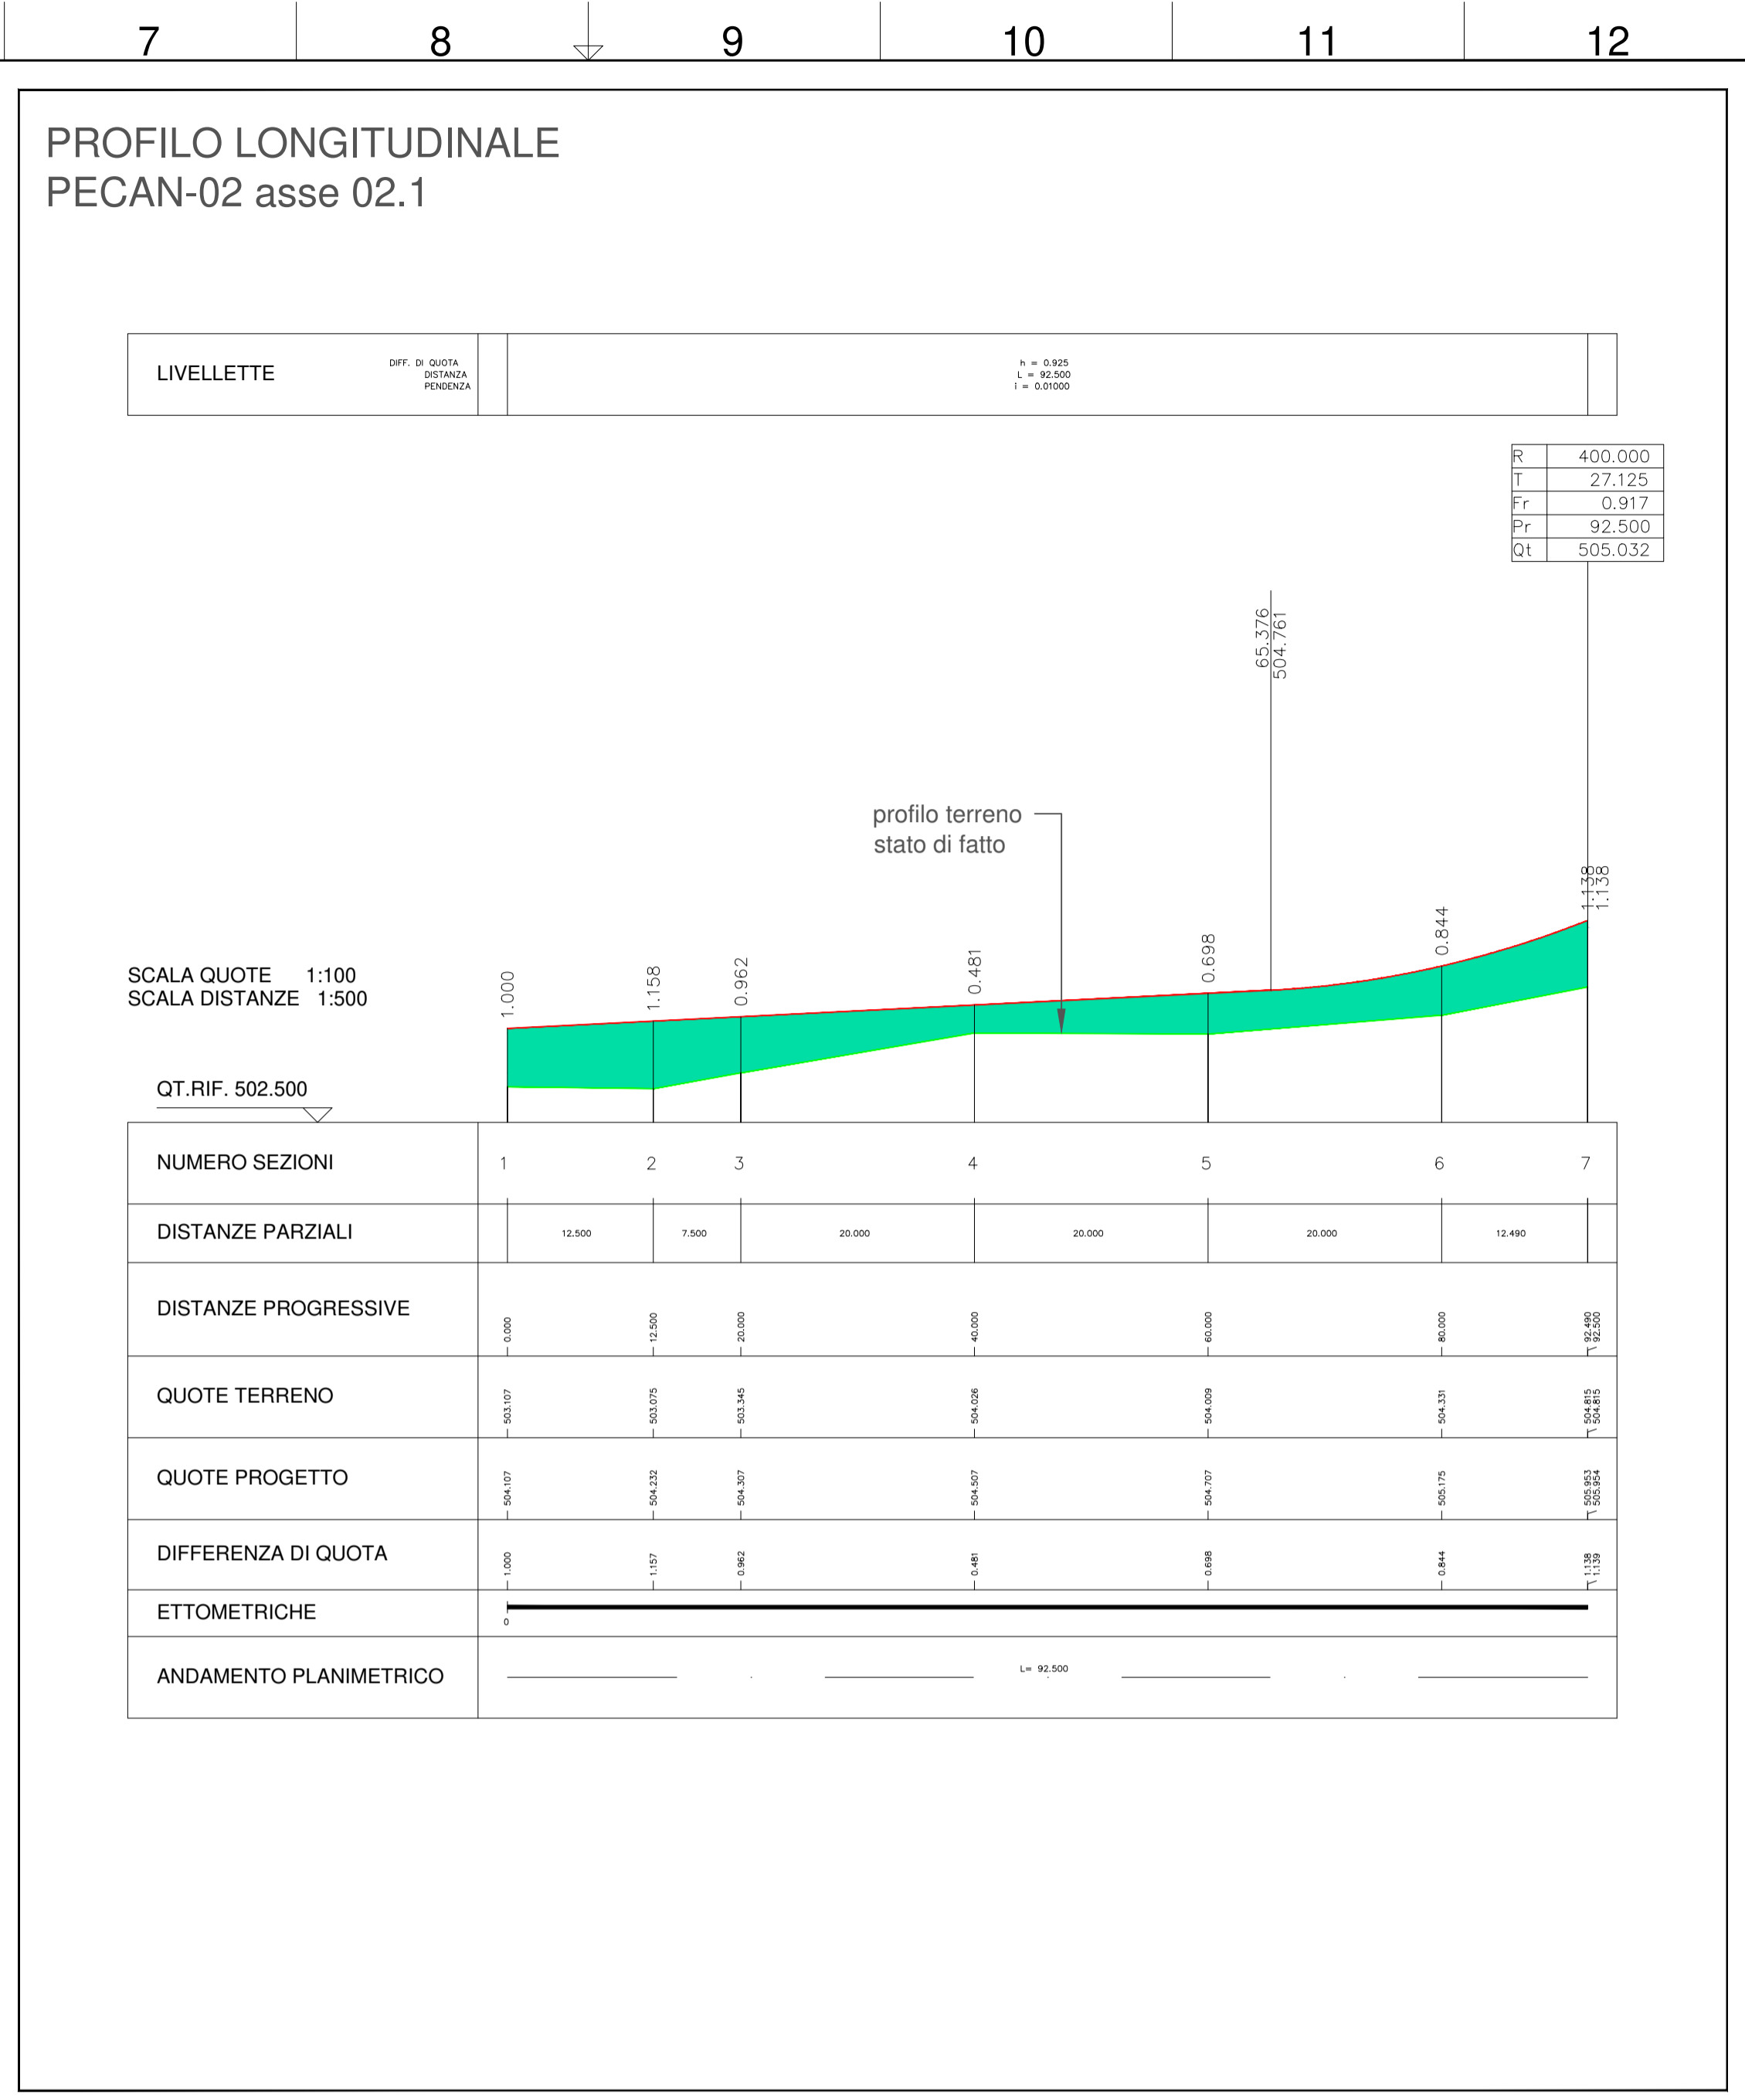 7 8 9 10 11 12
PROFILO LONGITUDINALE
PECAN-02 asse 02.1
LIVELLETTE
DIFF. DI QUOTA
DISTANZA
PENDENZA
h = 0.925
L = 92.500
i = 0.01000
R 400.000
T 27.125
Fr 0.917
Pr 92.500
Qt 505.032
65.376
504.761
profilo terreno
stato di fatto
1.000
1.158
0.962
0.481
0.698
0.844
1.138
1.138
SCALA QUOTE 1:100
SCALA DISTANZE 1:500
QT.RIF. 502.500
NUMERO SEZIONI 1 2 3 4 5 6 7
DISTANZE PARZIALI 12.500 7.500 20.000 20.000 20.000 12.490
DISTANZE PROGRESSIVE 0.000 12.500 20.000 40.000 60.000 80.000 92.490 92.500
QUOTE TERRENO 503.107 503.075 503.345 504.026 504.009 504.331 504.815 504.815
QUOTE PROGETTO 504.107 504.232 504.307 504.507 504.707 505.175 505.953 505.954
DIFFERENZA DI QUOTA 1.000 1.157 0.962 0.481 0.698 0.844 1.138 1.139
ETTOMETRICHE 0
ANDAMENTO PLANIMETRICO L= 92.500